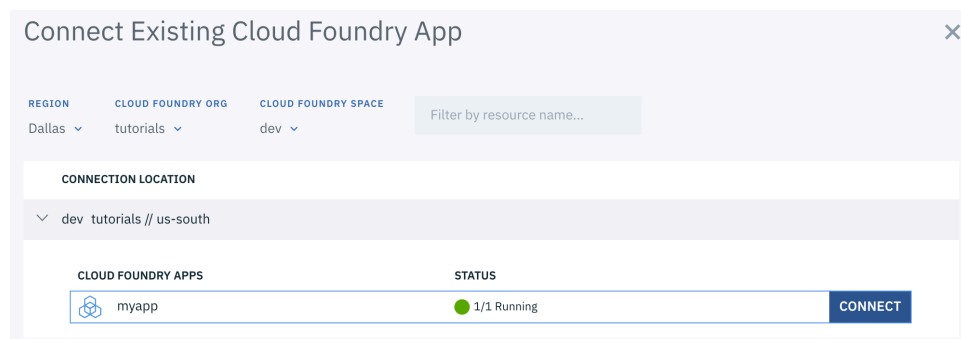 Connect Existing Cloud Foundry App
REGION CLOUD FOUNDRY ORG CLOUD FOUNDRY SPACE
Dallas tutorials dev Filter by resource name...
CONNECTION LOCATION
dev tutorials // us-south
CLOUD FOUNDRY APPS STATUS
myapp 1/1 Running CONNECT